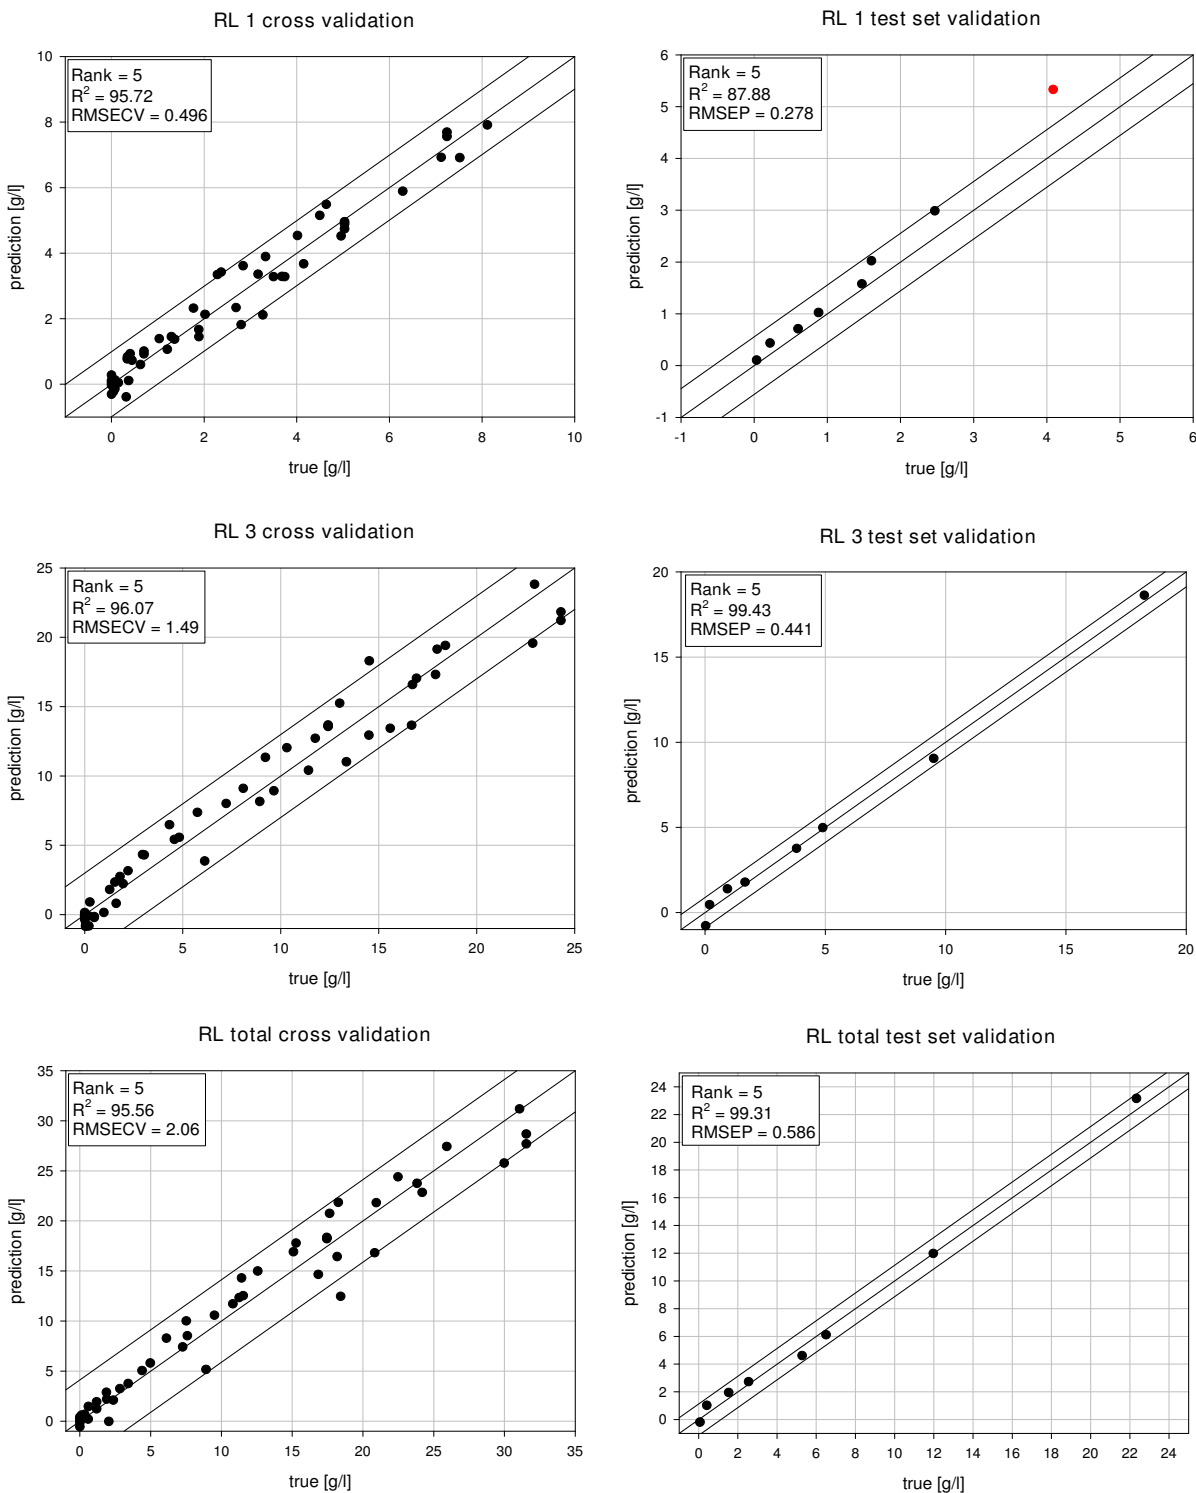 RL 1 cross validation
Rank = 5
R² = 95.72
RMSECV = 0.496
prediction [g/l]
10
8
6
4
2
0
0 2 4 6 8 10
true [g/l]
RL 1 test set validation
Rank = 5
R² = 87.88
RMSEP = 0.278
prediction [g/l]
6
5
4
3
2
1
0
-1
-1 0 1 2 3 4 5 6
true [g/l]
RL 3 cross validation
Rank = 5
R² = 96.07
RMSECV = 1.49
prediction [g/l]
25
20
15
10
5
0
0 5 10 15 20 25
true [g/l]
RL 3 test set validation
Rank = 5
R² = 99.43
RMSEP = 0.441
prediction [g/l]
20
15
10
5
0
0 5 10 15 20
true [g/l]
RL total cross validation
Rank = 5
R² = 95.56
RMSECV = 2.06
prediction [g/l]
35
30
25
20
15
10
5
0
0 5 10 15 20 25 30 35
true [g/l]
RL total test set validation
Rank = 5
R² = 99.31
RMSEP = 0.586
prediction [g/l]
24
22
20
18
16
14
12
10
8
6
4
2
0
0 2 4 6 8 10 12 14 16 18 20 22 24
true [g/l]